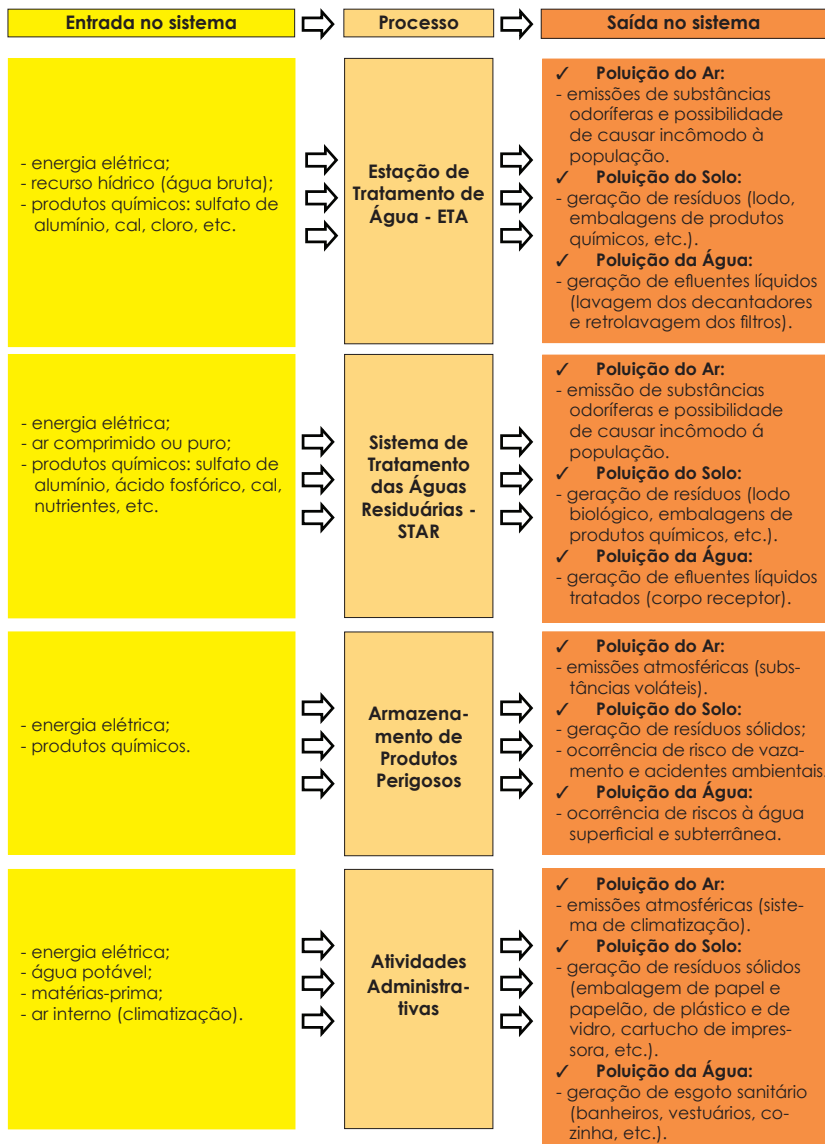 Entrada no sistema
Processo
Saída no sistema
- energia elétrica;
- recurso hídrico (água bruta);
- produtos químicos: sulfato de
alumínio, cal, cloro, etc.
Estação de
Tratamento de
Água - ETA
✓ Poluição do Ar:
- emissões de substâncias
odoríferas e possibilidade
de causar incômodo à
população.
✓ Poluição do Solo:
- geração de resíduos (lodo,
embalagens de produtos
químicos, etc.).
✓ Poluição da Água:
- geração de efluentes líquidos
(lavagem dos decantadores
e retrolavagem dos filtros).
- energia elétrica;
- ar comprimido ou puro;
- produtos químicos: sulfato de
alumínio, ácido fosfórico, cal,
nutrientes, etc.
Sistema de
Tratamento
das Águas
Residuárias -
STAR
✓ Poluição do Ar:
- emissão de substâncias
odoríferas e possibilidade
de causar incômodo á
população.
✓ Poluição do Solo:
- geração de resíduos (lodo
biológico, embalagens de
produtos químicos, etc.).
✓ Poluição da Água:
- geração de efluentes líquidos
tratados (corpo receptor).
- energia elétrica;
- produtos químicos.
Armazena-
mento de
Produtos
Perigosos
✓ Poluição do Ar:
- emissões atmosféricas (subs-
tâncias voláteis).
✓ Poluição do Solo:
- geração de resíduos sólidos;
- ocorrência de risco de vaza-
mento e acidentes ambientais.
✓ Poluição da Água:
- ocorrência de riscos à água
superficial e subterrânea.
- energia elétrica;
- água potável;
- matérias-prima;
- ar interno (climatização).
Atividades
Administra-
tivas
✓ Poluição do Ar:
- emissões atmosféricas (siste-
ma de climatização).
✓ Poluição do Solo:
- geração de resíduos sólidos
(embalagem de papel e
papelão, de plástico e de
vidro, cartucho de impres-
sora, etc.).
✓ Poluição da Água:
- geração de esgoto sanitário
(banheiros, vestuários, co-
zinha, etc.).